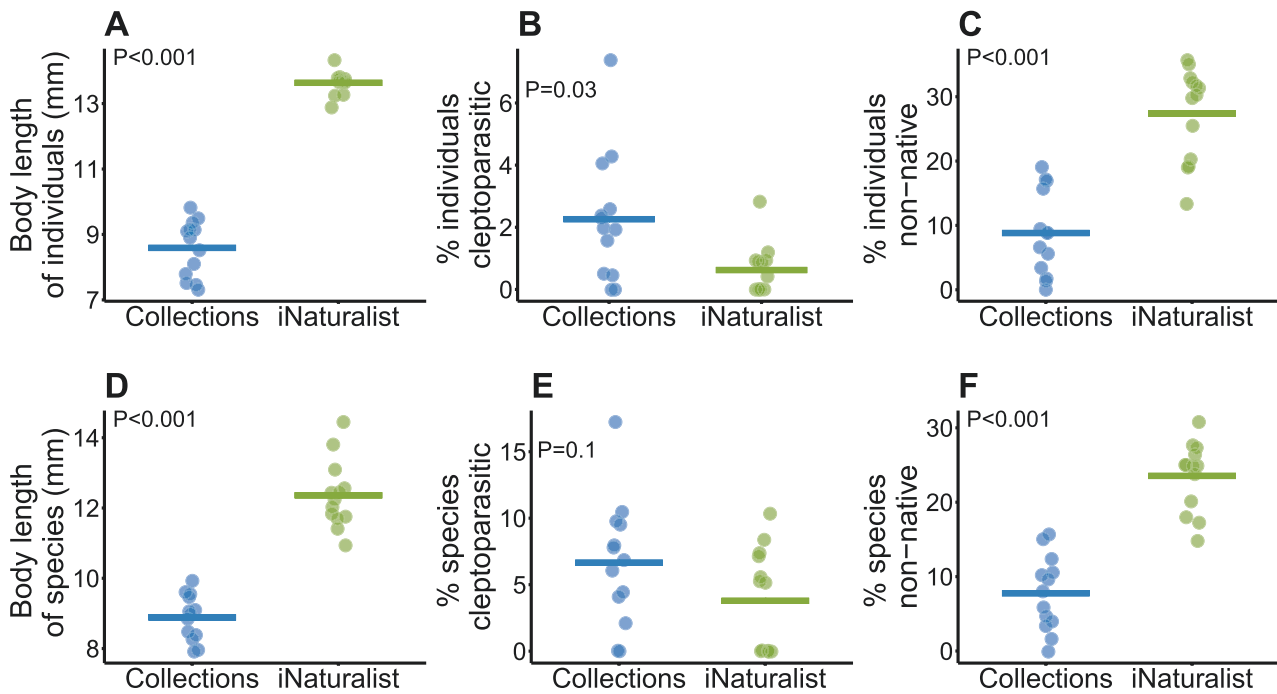 A
P<0.001
Body length
of individuals (mm)
13
11
9
7
Collections iNaturalist
B
P=0.03
% individuals
cleptoparasitic
6
4
2
0
Collections iNaturalist
C
P<0.001
% individuals
non−native
30
20
10
0
Collections iNaturalist
D
P<0.001
Body length
of species (mm)
14
12
10
8
Collections iNaturalist
E
P=0.1
% species
cleptoparasitic
15
10
5
0
Collections iNaturalist
F
P<0.001
% species
non−native
30
20
10
0
Collections iNaturalist